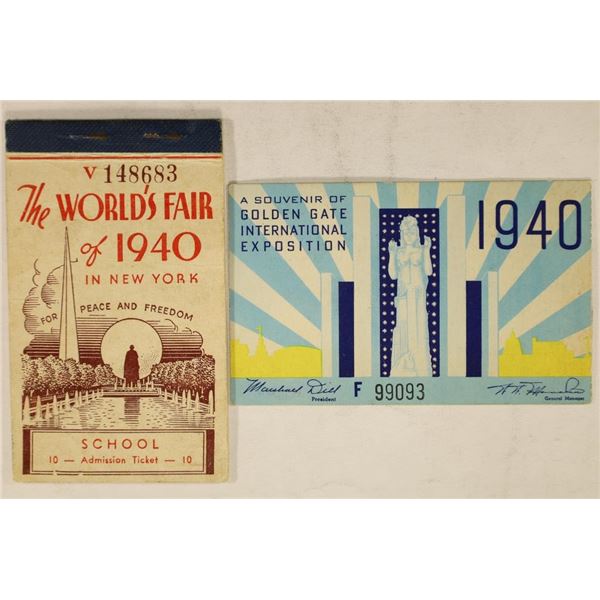 V 148683
The WORLD'S FAIR
of 1940
IN NEW YORK
FOR PEACE AND FREEDOM
SCHOOL
10 — Admission Ticket — 10
A SOUVENIR OF
GOLDEN GATE
INTERNATIONAL
EXPOSITION
1940
Marshall Dill
President
F 99093
General Manager